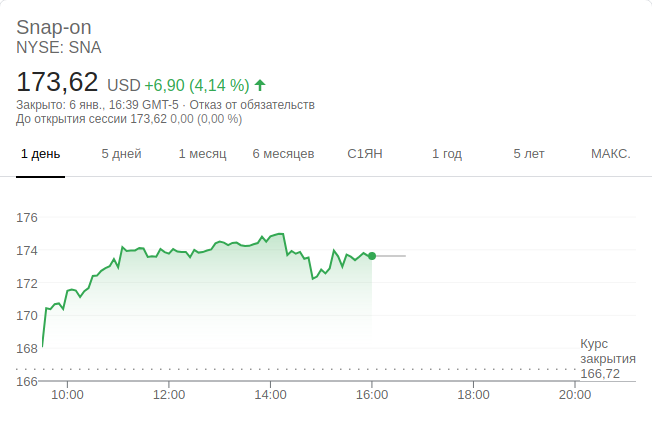 Snap-on
NYSE: SNA
173,62 USD +6,90 (4,14 %)
Закрыто: 6 янв., 16:39 GMT-5 · Отказ от обязательств
До открытия сессии 173,62 0,00 (0,00 %)
1 день 5 дней 1 месяц 6 месяцев С1ЯН 1 год 5 лет МАКС.
176
174
172
170
168
Курс
закрытия
166,72
166
10:00 12:00 14:00 16:00 18:00 20:00